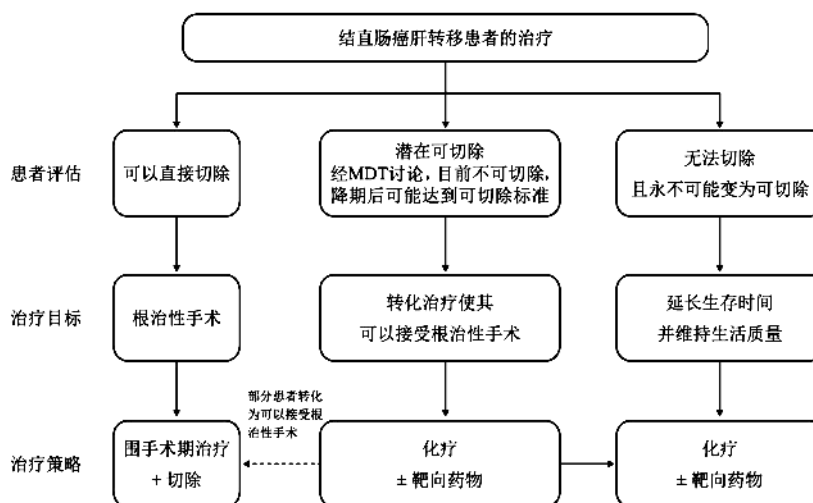 结直肠癌肝转移患者的治疗
患者评估
可以直接切除
潜在可切除
经MDT讨论，目前不可切除，
降期后可能达到可切除标准
无法切除
且永不可能变为可切除
治疗目标
根治性手术
转化治疗使其
可以接受根治性手术
延长生存时间
并维持生活质量
治疗策略
围手术期治疗
+ 切除
部分患者转化
为可以接受根
治性手术
化疗
± 靶向药物
化疗
± 靶向药物